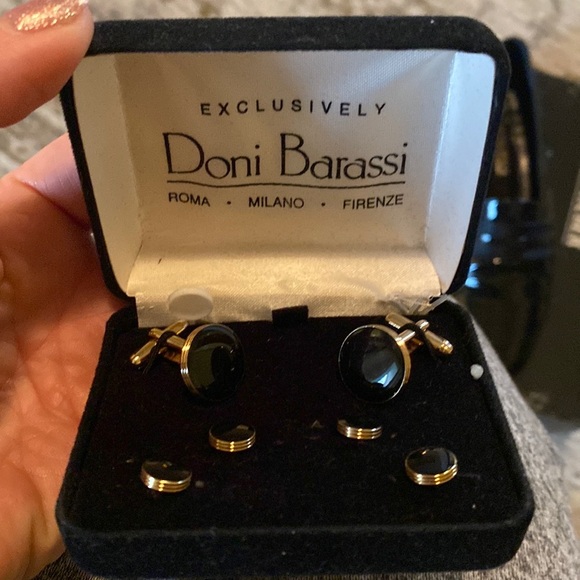 EXCLUSIVELY
Doni Barassi
ROMA · MILANO · FIRENZE